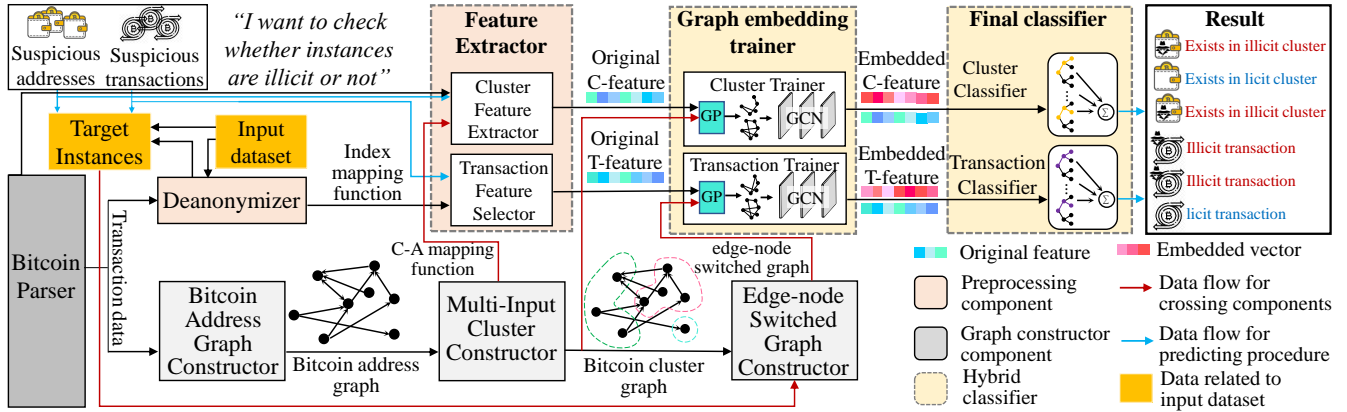 Suspicious
addresses
Suspicious
transactions
“I want to check
whether instances
are illicit or not”
Target
Instances
Input
dataset
Deanonymizer
Index
mapping
function
Bitcoin
Parser
Transaction data
Bitcoin
Address
Graph
Constructor
Bitcoin address
graph
C-A mapping
function
Multi-Input
Cluster
Constructor
Bitcoin cluster
graph
edge-node
switched graph
Edge-node
Switched
Graph
Constructor
Feature
Extractor
Cluster
Feature
Extractor
Transaction
Feature
Selector
Original
C-feature
Original
T-feature
Graph embedding
trainer
Cluster Trainer
GP
GCN
Transaction Trainer
GP
GCN
Embedded
C-feature
Embedded
T-feature
Final classifier
Cluster
Classifier
Σ
Transaction
Classifier
Σ
Result
Exists in illicit cluster
Exists in licit cluster
Exists in illicit cluster
Illicit transaction
Illicit transaction
licit transaction
Original feature
Embedded vector
Preprocessing
component
Data flow for
crossing components
Graph constructor
component
Data flow for
predicting procedure
Hybrid
classifier
Data related to
input dataset